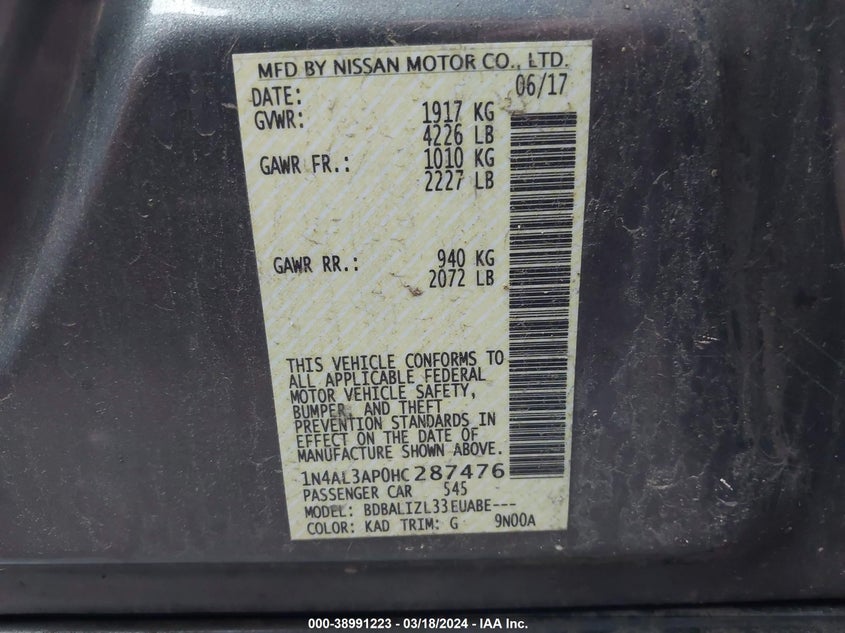 MFD BY NISSAN MOTOR CO., LTD.
DATE: 06/17
GVWR: 1917 KG
4226 LB
GAWR FR.: 1010 KG
2227 LB
GAWR RR.: 940 KG
2072 LB
THIS VEHICLE CONFORMS TO
ALL APPLICABLE FEDERAL
MOTOR VEHICLE SAFETY,
BUMPER, AND THEFT
PREVENTION STANDARDS IN
EFFECT ON THE DATE OF
MANUFACTURE SHOWN ABOVE.
1N4AL3AP0HC287476
PASSENGER CAR 545
MODEL: BDBALIZL33EUABE---
COLOR: KAD TRIM: G 9N00A
000-38991223 — 03/18/2024 — IAA Inc.